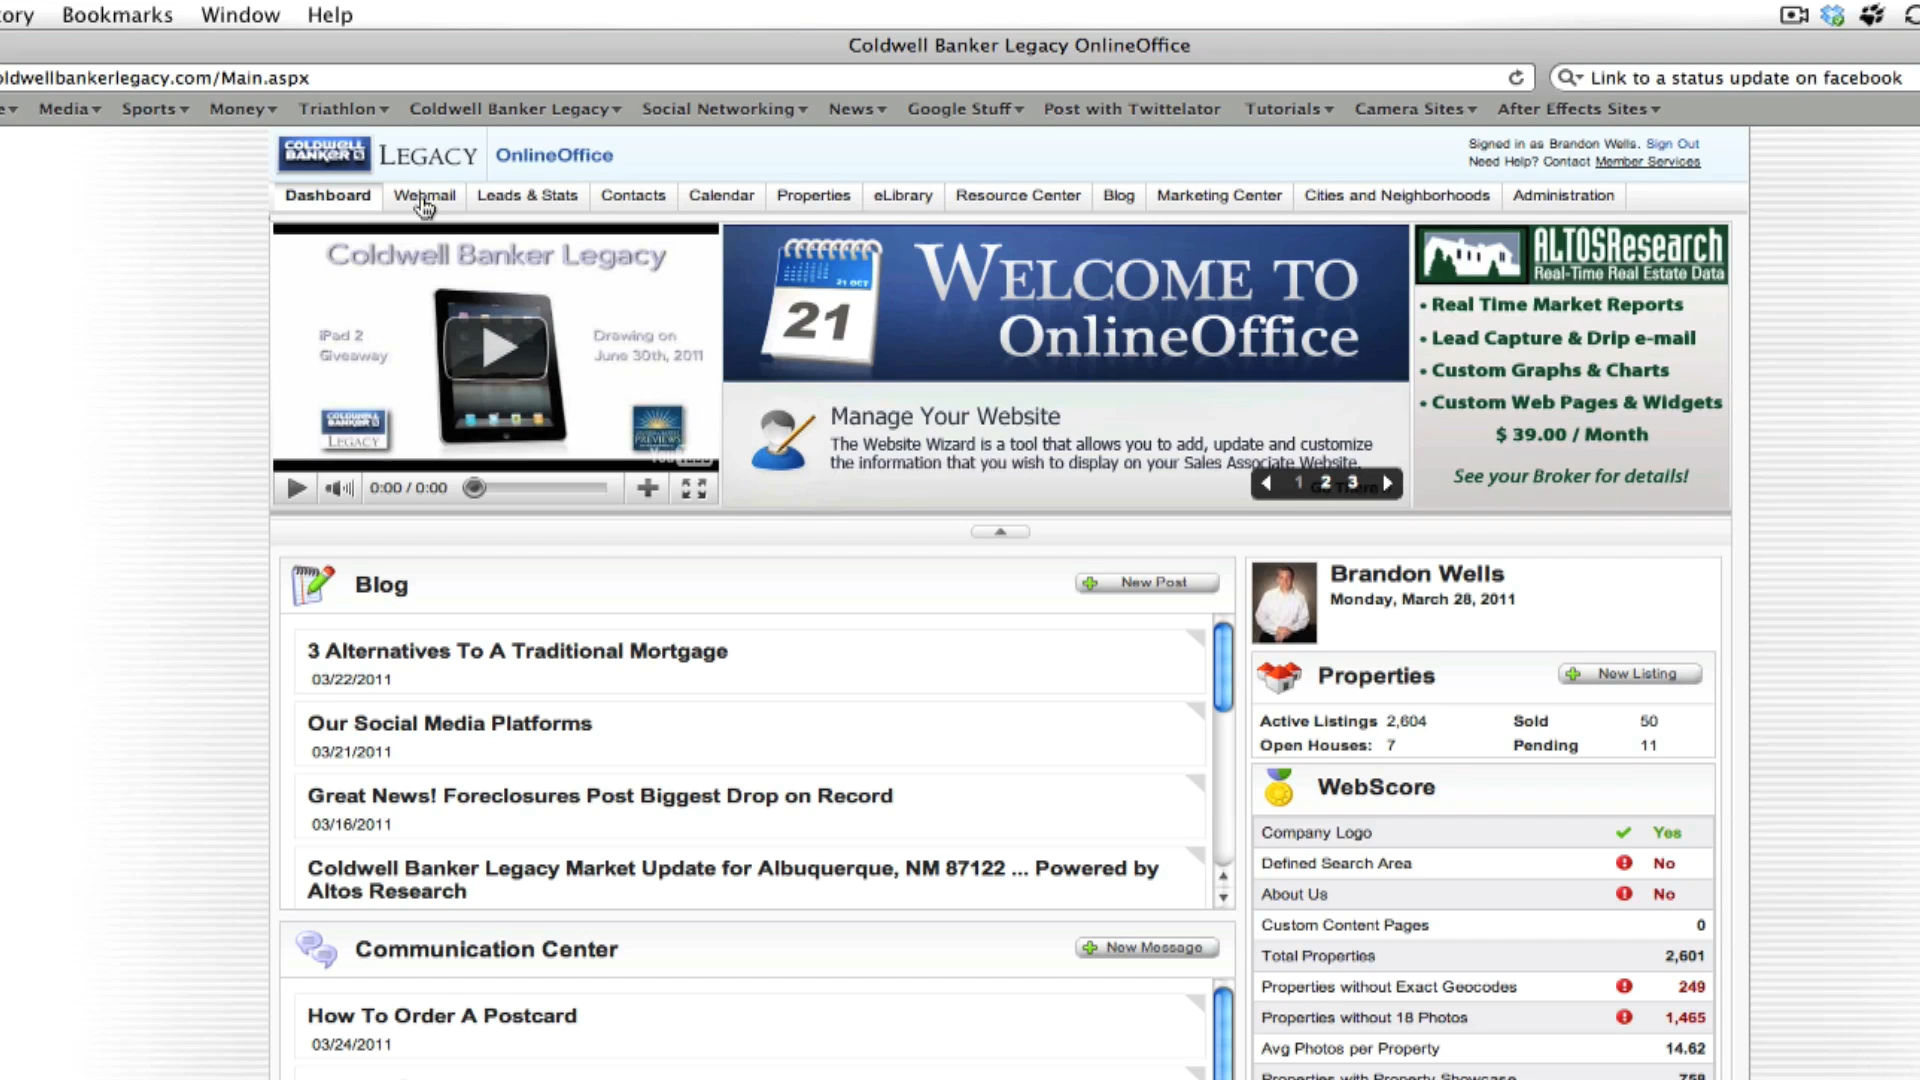 ory Bookmarks Window Help
Coldwell Banker Legacy OnlineOffice
oldwellbankerlegacy.com/Main.aspx
Link to a status update on facebook
e Media Sports Money Triathlon Coldwell Banker Legacy Social Networking News Google Stuff Post with Twittelator Tutorials Camera Sites After Effects Sites
COLDWELL BANKER LEGACY OnlineOffice
Signed in as Brandon Wells. Sign Out
Need Help? Contact Member Services
Dashboard Webmail Leads & Stats Contacts Calendar Properties eLibrary Resource Center Blog Marketing Center Cities and Neighborhoods Administration
Coldwell Banker Legacy
iPad 2
Giveaway
Drawing on
June 30th, 2011
COLDWELL
BANKER
LEGACY
PREVIEWS
0:00 / 0:00
21 OCT
21
WELCOME TO
OnlineOffice
Manage Your Website
The Website Wizard is a tool that allows you to add, update and customize
the information that you wish to display on your Sales Associate Website.
1 2 3
ALTOSResearch
Real-Time Real Estate Data
• Real Time Market Reports
• Lead Capture & Drip e-mail
• Custom Graphs & Charts
• Custom Web Pages & Widgets
$ 39.00 / Month
See your Broker for details!
Blog
New Post
3 Alternatives To A Traditional Mortgage
03/22/2011
Our Social Media Platforms
03/21/2011
Great News! Foreclosures Post Biggest Drop on Record
03/16/2011
Coldwell Banker Legacy Market Update for Albuquerque, NM 87122 ... Powered by
Altos Research
Communication Center
New Message
How To Order A Postcard
03/24/2011
Brandon Wells
Monday, March 28, 2011
Properties
New Listing
Active Listings 2,604 Sold 50
Open Houses: 7 Pending 11
WebScore
Company Logo Yes
Defined Search Area No
About Us No
Custom Content Pages 0
Total Properties 2,601
Properties without Exact Geocodes 249
Properties without 18 Photos 1,465
Avg Photos per Property 14.62
Properties with Property Showcase 758